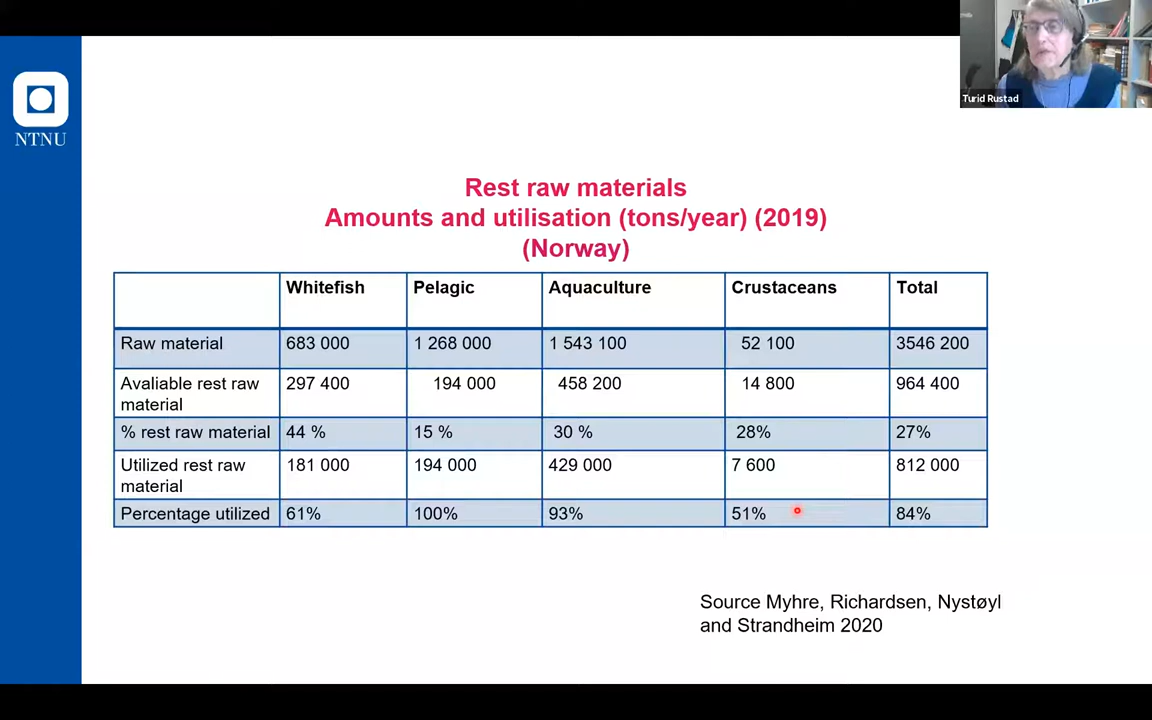 NTNU
Turid Rustad
Rest raw materials
Amounts and utilisation (tons/year) (2019)
(Norway)
Whitefish Pelagic Aquaculture Crustaceans Total
Raw material 683 000 1 268 000 1 543 100 52 100 3546 200
Avaliable rest raw material 297 400 194 000 458 200 14 800 964 400
% rest raw material 44 % 15 % 30 % 28% 27%
Utilized rest raw material 181 000 194 000 429 000 7 600 812 000
Percentage utilized 61% 100% 93% 51% 84%
Source Myhre, Richardsen, Nystøyl
and Strandheim 2020